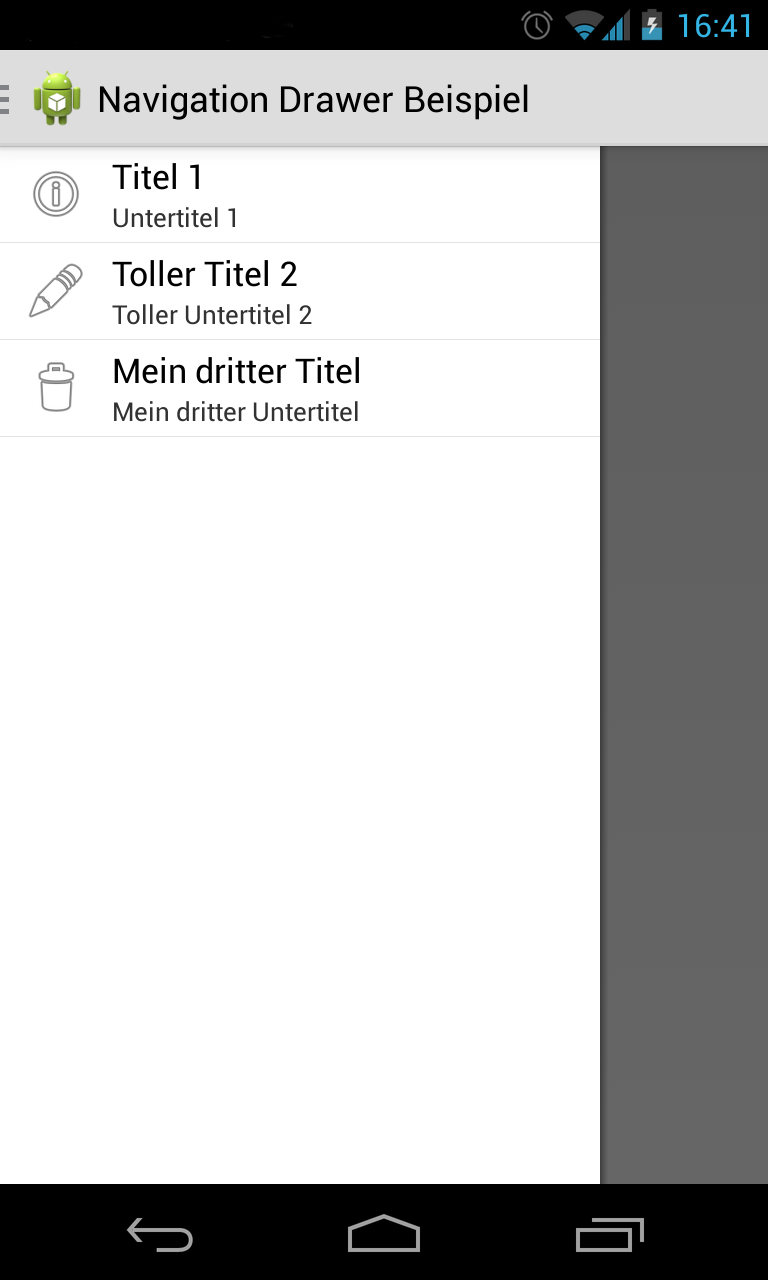 16:41
Navigation Drawer Beispiel
Titel 1
Untertitel 1
Toller Titel 2
Toller Untertitel 2
Mein dritter Titel
Mein dritter Untertitel